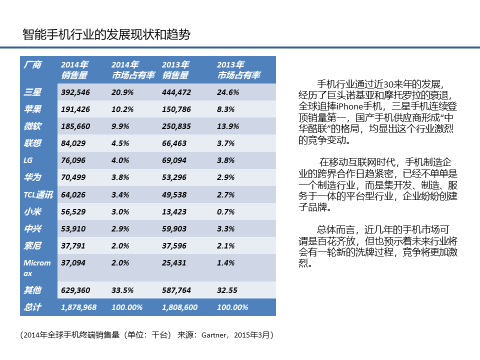 智能手机行业的发展现状和趋势
厂商 2014年销售量 2014年市场占有率 2013年销售量 2013年市场占有率
三星 392,546 20.9% 444,472 24.6%
苹果 191,426 10.2% 150,786 8.3%
微软 185,660 9.9% 250,835 13.9%
联想 84,029 4.5% 66,463 3.7%
LG 76,096 4.0% 69,094 3.8%
华为 70,499 3.8% 53,296 2.9%
TCL通讯 64,026 3.4% 49,538 2.7%
小米 56,529 3.0% 13,423 0.7%
中兴 53,910 2.9% 59,903 3.3%
索尼 37,791 2.0% 37,596 2.1%
Micromax 37,094 2.0% 25,431 1.4%
其他 629,360 33.5% 587,764 32.55
总计 1,878,968 100.00% 1,808,600 100.00%
(2014年全球手机终端销售量(单位:千台) 来源:Gartner,2015年3月)
手机行业通过近30来年的发展,
经历了巨头诺基亚和摩托罗拉的衰退,
全球追捧iPhone手机,三星手机连续登
顶销量第一,国产手机供应商形成“中
华酷联”的格局,均显出这个行业激烈
的竞争变动。
在移动互联网时代,手机制造企
业的跨界合作日趋紧密,已经不单单是
一个制造行业,而是集开发、制造、服
务于一体的平台型行业,企业纷纷创建
子品牌。
总体而言,近几年的手机市场可
谓是百花齐放,但也预示着未来行业将
会有一轮新的洗牌过程,竞争将更加激
烈。